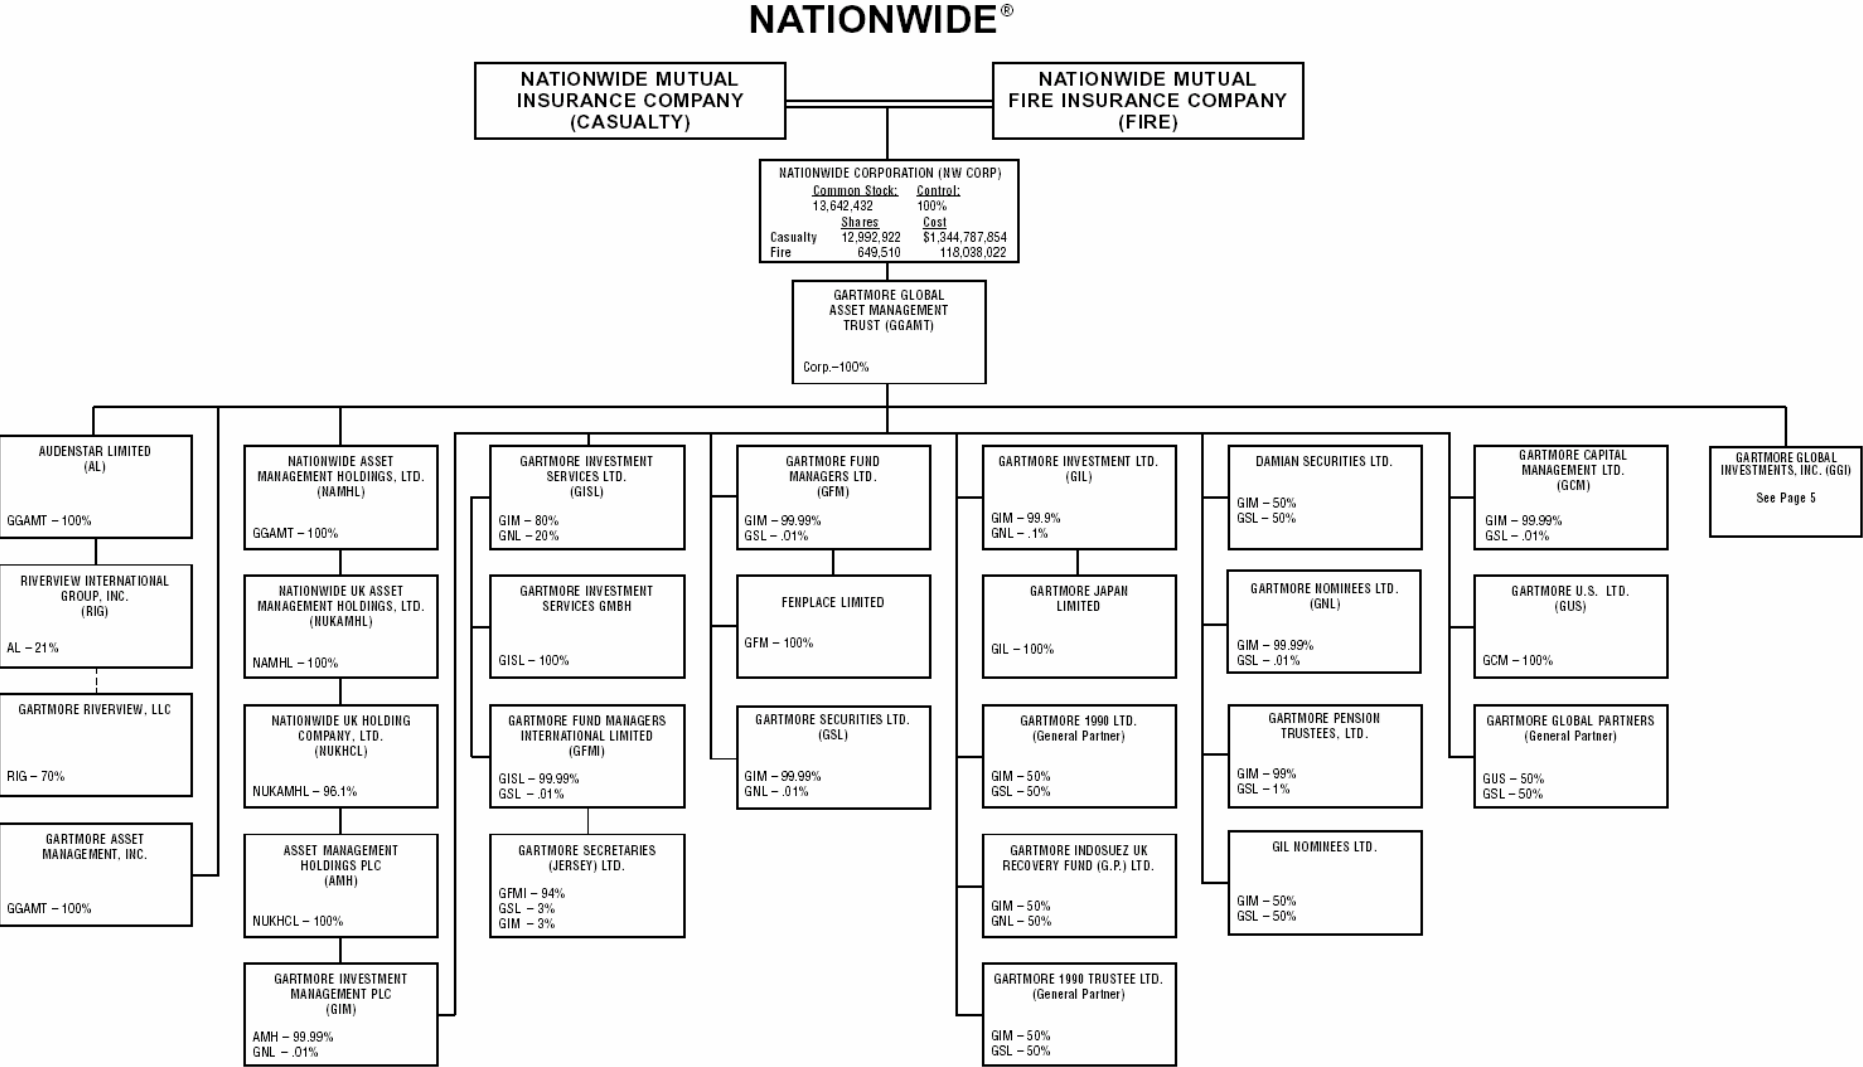 NATIONWIDE®
NATIONWIDE MUTUAL
INSURANCE COMPANY
(CASUALTY)
NATIONWIDE MUTUAL
FIRE INSURANCE COMPANY
(FIRE)
NATIONWIDE CORPORATION (NW CORP)
Common Stock: Control:
13,642,432 100%
Shares Cost
Casualty 12,992,922 $1,344,787,854
Fire 649,510 118,038,022
GARTMORE GLOBAL
ASSET MANAGEMENT
TRUST (GGAMT)
Corp.–100%
AUDENSTAR LIMITED
(AL)
GGAMT – 100%
RIVERVIEW INTERNATIONAL
GROUP, INC.
(RIG)
AL – 21%
GARTMORE RIVERVIEW, LLC
RIG – 70%
GARTMORE ASSET
MANAGEMENT, INC.
GGAMT – 100%
NATIONWIDE ASSET
MANAGEMENT HOLDINGS, LTD.
(NAMHL)
GGAMT – 100%
NATIONWIDE UK ASSET
MANAGEMENT HOLDINGS, LTD.
(NUKAMHL)
NAMHL – 100%
NATIONWIDE UK HOLDING
COMPANY, LTD.
(NUKHCL)
NUKAMHL – 96.1%
ASSET MANAGEMENT
HOLDINGS PLC
(AMH)
NUKHCL – 100%
GARTMORE INVESTMENT
MANAGEMENT PLC
(GIM)
AMH – 99.99%
GNL – .01%
GARTMORE INVESTMENT
SERVICES LTD.
(GISL)
GIM – 80%
GNL – 20%
GARTMORE INVESTMENT
SERVICES GMBH
GISL – 100%
GARTMORE FUND MANAGERS
INTERNATIONAL LIMITED
(GFMI)
GISL – 99.99%
GSL – .01%
GARTMORE SECRETARIES
(JERSEY) LTD.
GFMI – 94%
GSL – 3%
GIM – 3%
GARTMORE FUND
MANAGERS LTD.
(GFM)
GIM – 99.99%
GSL – .01%
FENPLACE LIMITED
GFM – 100%
GARTMORE SECURITIES LTD.
(GSL)
GIM – 99.99%
GNL – .01%
GARTMORE INVESTMENT LTD.
(GIL)
GIM – 99.9%
GNL – .1%
GARTMORE JAPAN
LIMITED
GIL – 100%
GARTMORE 1990 LTD.
(General Partner)
GIM – 50%
GSL – 50%
GARTMORE INDOSUEZ UK
RECOVERY FUND (G.P.) LTD.
GIM – 50%
GNL – 50%
GARTMORE 1990 TRUSTEE LTD.
(General Partner)
GIM – 50%
GSL – 50%
DAMIAN SECURITIES LTD.
GIM – 50%
GSL – 50%
GARTMORE NOMINEES LTD.
(GNL)
GIM – 99.99%
GSL – .01%
GARTMORE PENSION
TRUSTEES, LTD.
GIM – 99%
GSL – 1%
GIL NOMINEES LTD.
GIM – 50%
GSL – 50%
GARTMORE CAPITAL
MANAGEMENT LTD.
(GCM)
GIM – 99.99%
GSL – .01%
GARTMORE U.S. LTD.
(GUS)
GCM – 100%
GARTMORE GLOBAL PARTNERS
(General Partner)
GUS – 50%
GSL – 50%
GARTMORE GLOBAL
INVESTMENTS, INC. (GGI)
See Page 5